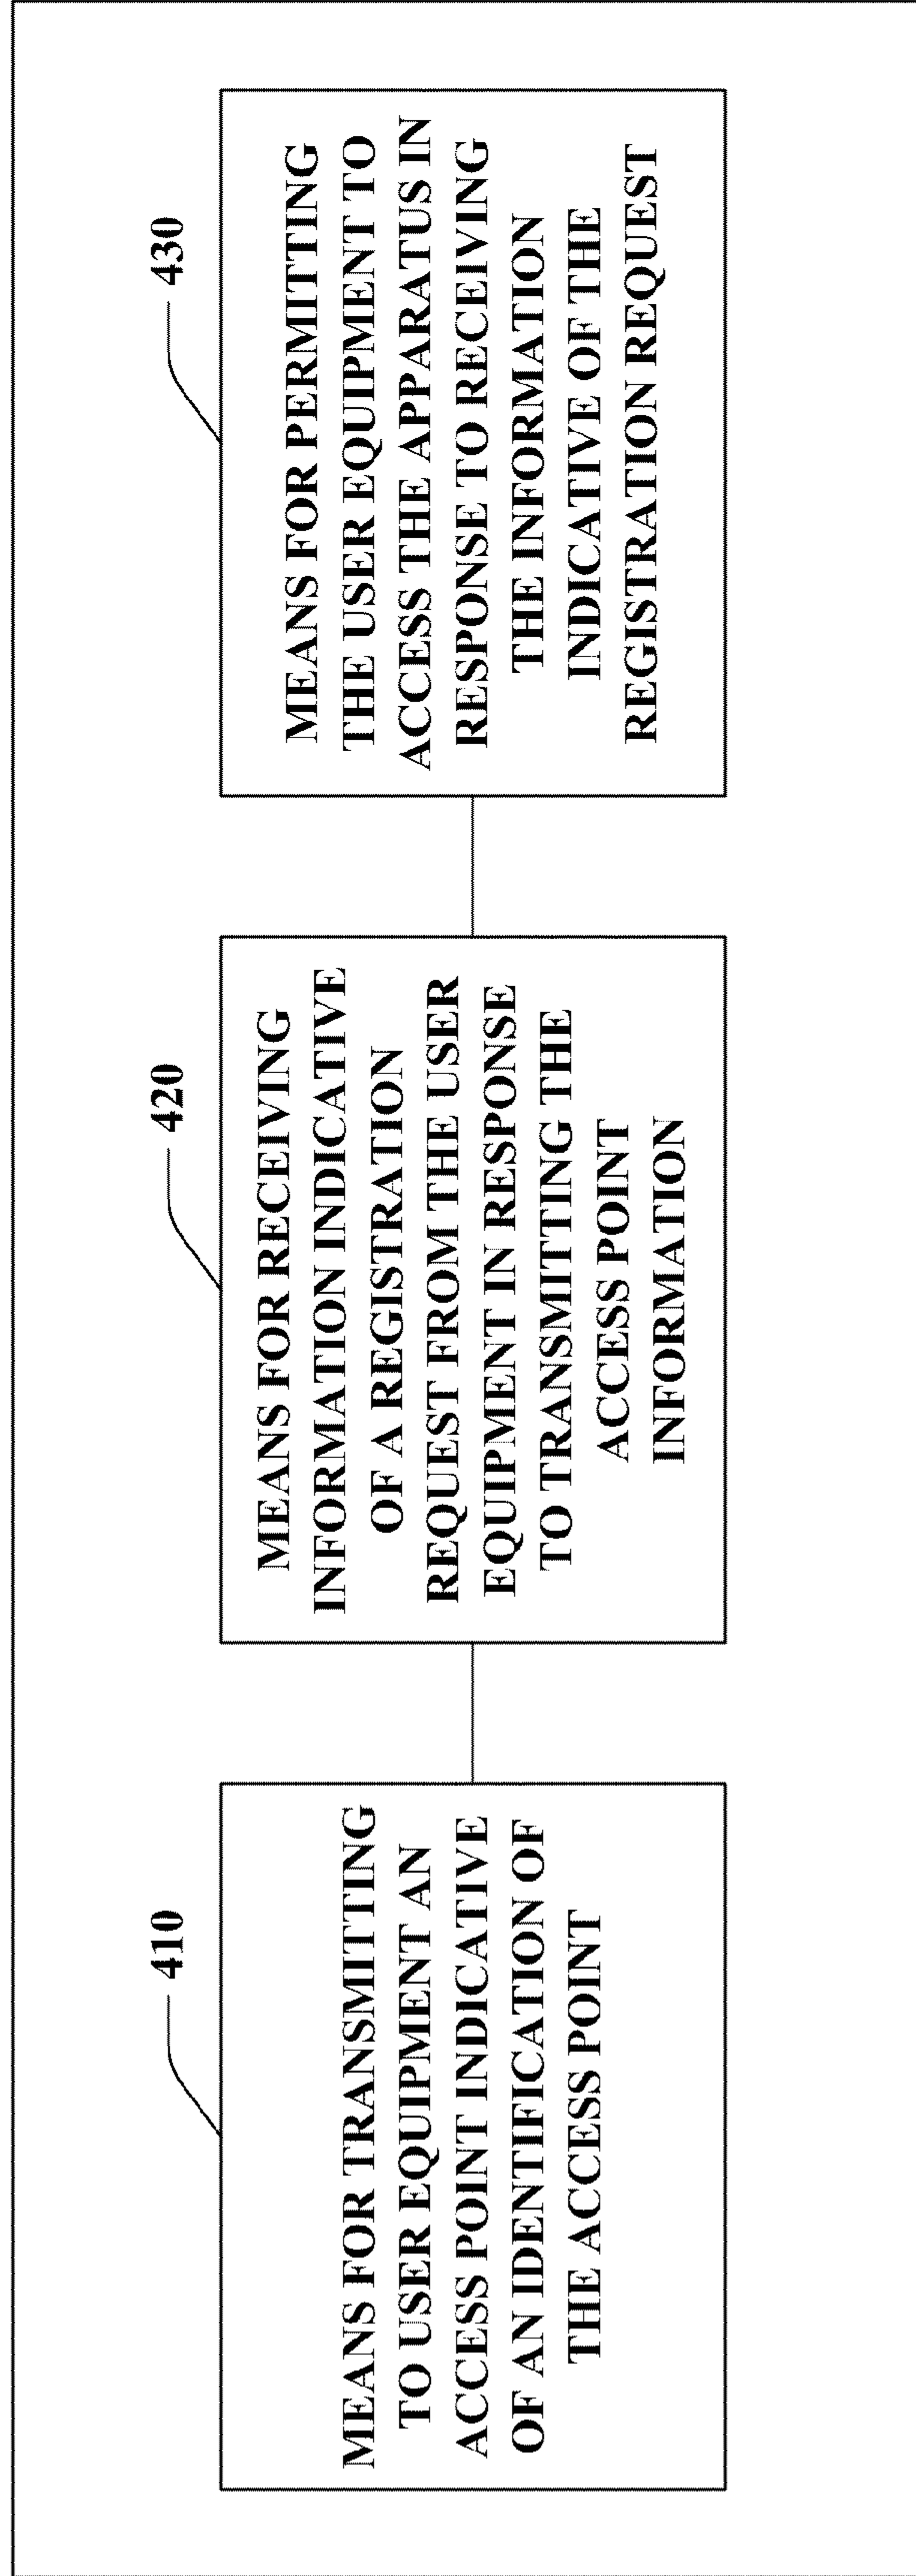 410
MEANS FOR TRANSMITTING
TO USER EQUIPMENT AN
ACCESS POINT INDICATIVE
OF AN IDENTIFICATION OF
THE ACCESS POINT
420
MEANS FOR RECEIVING
INFORMATION INDICATIVE
OF A REGISTRATION
REQUEST FROM THE USER
EQUIPMENT IN RESPONSE
TO TRANSMITTING THE
ACCESS POINT
INFORMATION
430
MEANS FOR PERMITTING
THE USER EQUIPMENT TO
ACCESS THE APPARATUS IN
RESPONSE TO RECEIVING
THE INFORMATION
INDICATIVE OF THE
REGISTRATION REQUEST